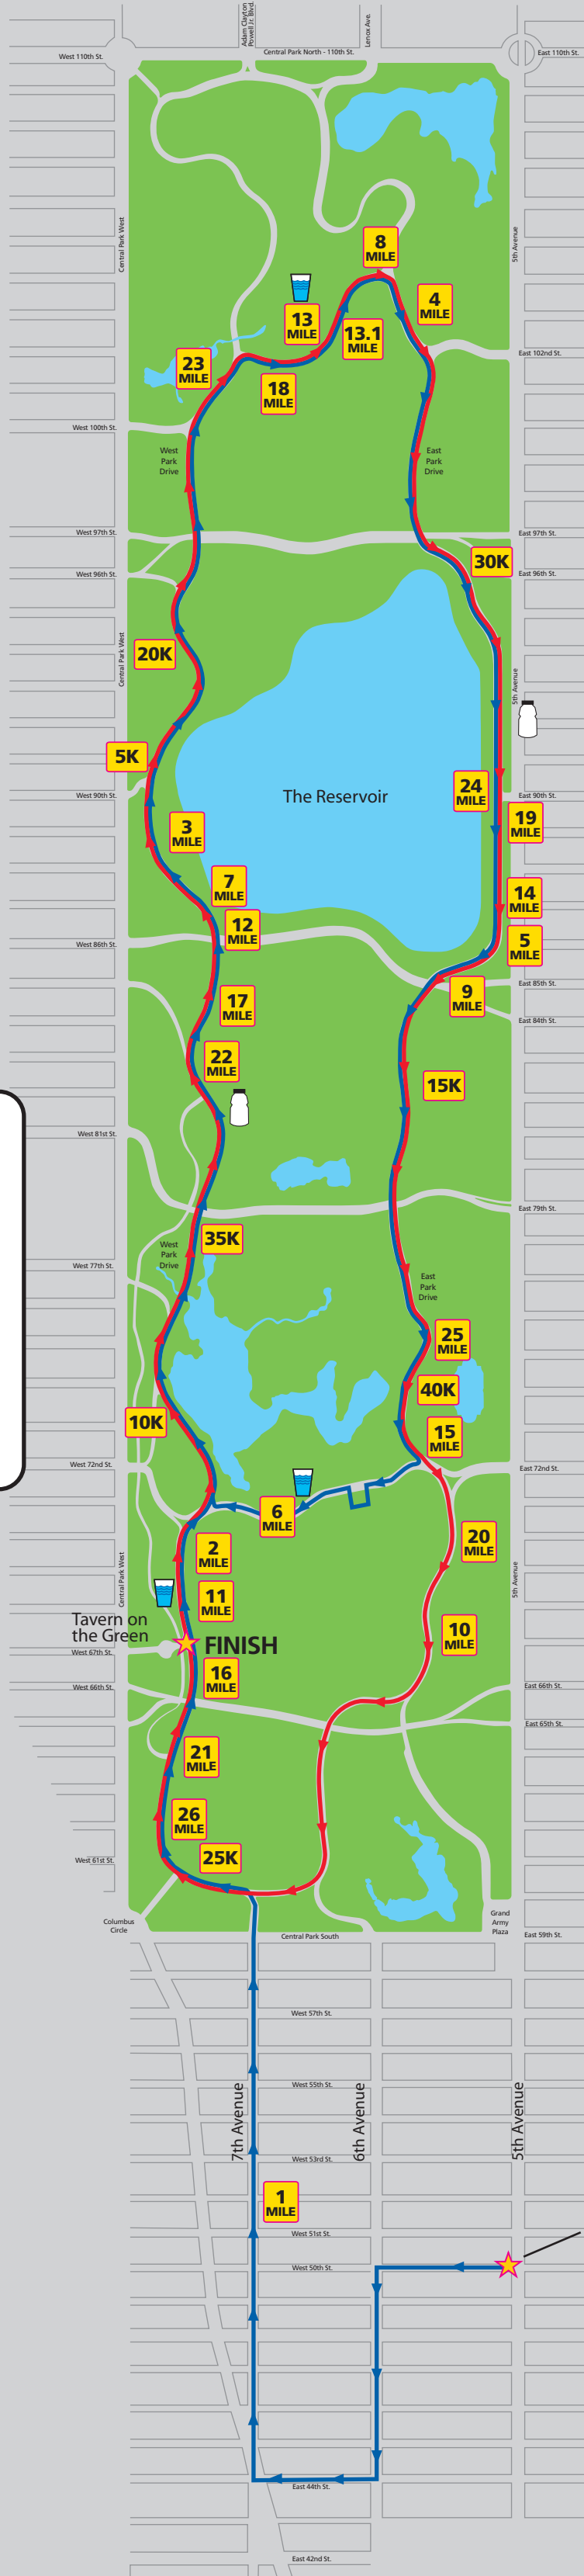 Adam Clayton
Powell Jr. Blvd.
Lenox Ave.
Central Park North - 110th St.
West 110th St.
East 110th St.
Central Park West
5th Avenue
8
MILE
4
MILE
13
MILE
13.1
MILE
23
MILE
18
MILE
East 102nd St.
West 100th St.
West
Park
Drive
East
Park
Drive
West 97th St.
East 97th St.
30K
West 96th St.
East 96th St.
Central Park West
20K
5th Avenue
5K
The Reservoir
24
MILE
West 90th St.
East 90th St.
3
MILE
19
MILE
7
MILE
14
MILE
12
MILE
5
MILE
West 86th St.
9
MILE
East 85th St.
17
MILE
East 84th St.
22
MILE
15K
West 81th St.
East 79th St.
35K
West
Park
Drive
West 77th St.
East
Park
Drive
25
MILE
40K
10K
15
MILE
West 72nd St.
East 72nd St.
6
MILE
2
MILE
20
MILE
Central Park West
5th Avenue
11
MILE
Tavern on
the Green
FINISH
10
MILE
West 67th St.
16
MILE
West 66th St.
East 66th St.
East 65th St.
21
MILE
26
MILE
25K
West 61st St.
Columbus
Circle
Grand
Army
Plaza
Central Park South
East 59th St.
West 57th St.
West 55th St.
7th Avenue
6th Avenue
5th Avenue
West 53rd St.
1
MILE
West 51st St.
West 50th St.
East 44th St.
East 42nd St.